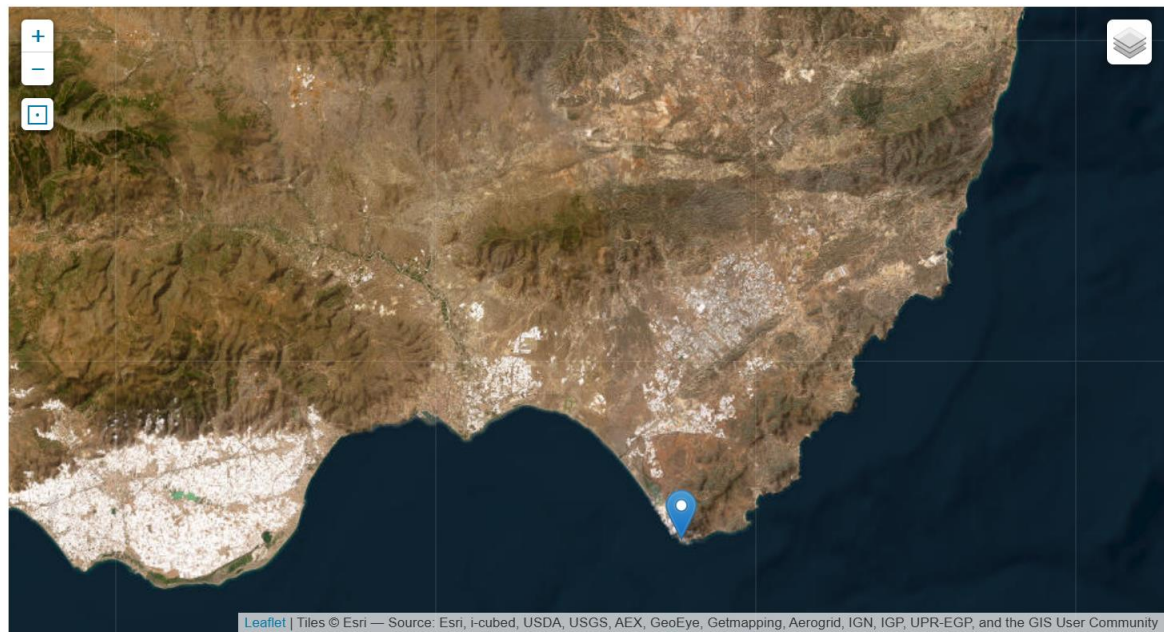 +
−
Leaflet | Tiles © Esri — Source: Esri, i-cubed, USDA, USGS, AEX, GeoEye, Getmapping, Aerogrid, IGN, IGP, UPR-EGP, and the GIS User Community